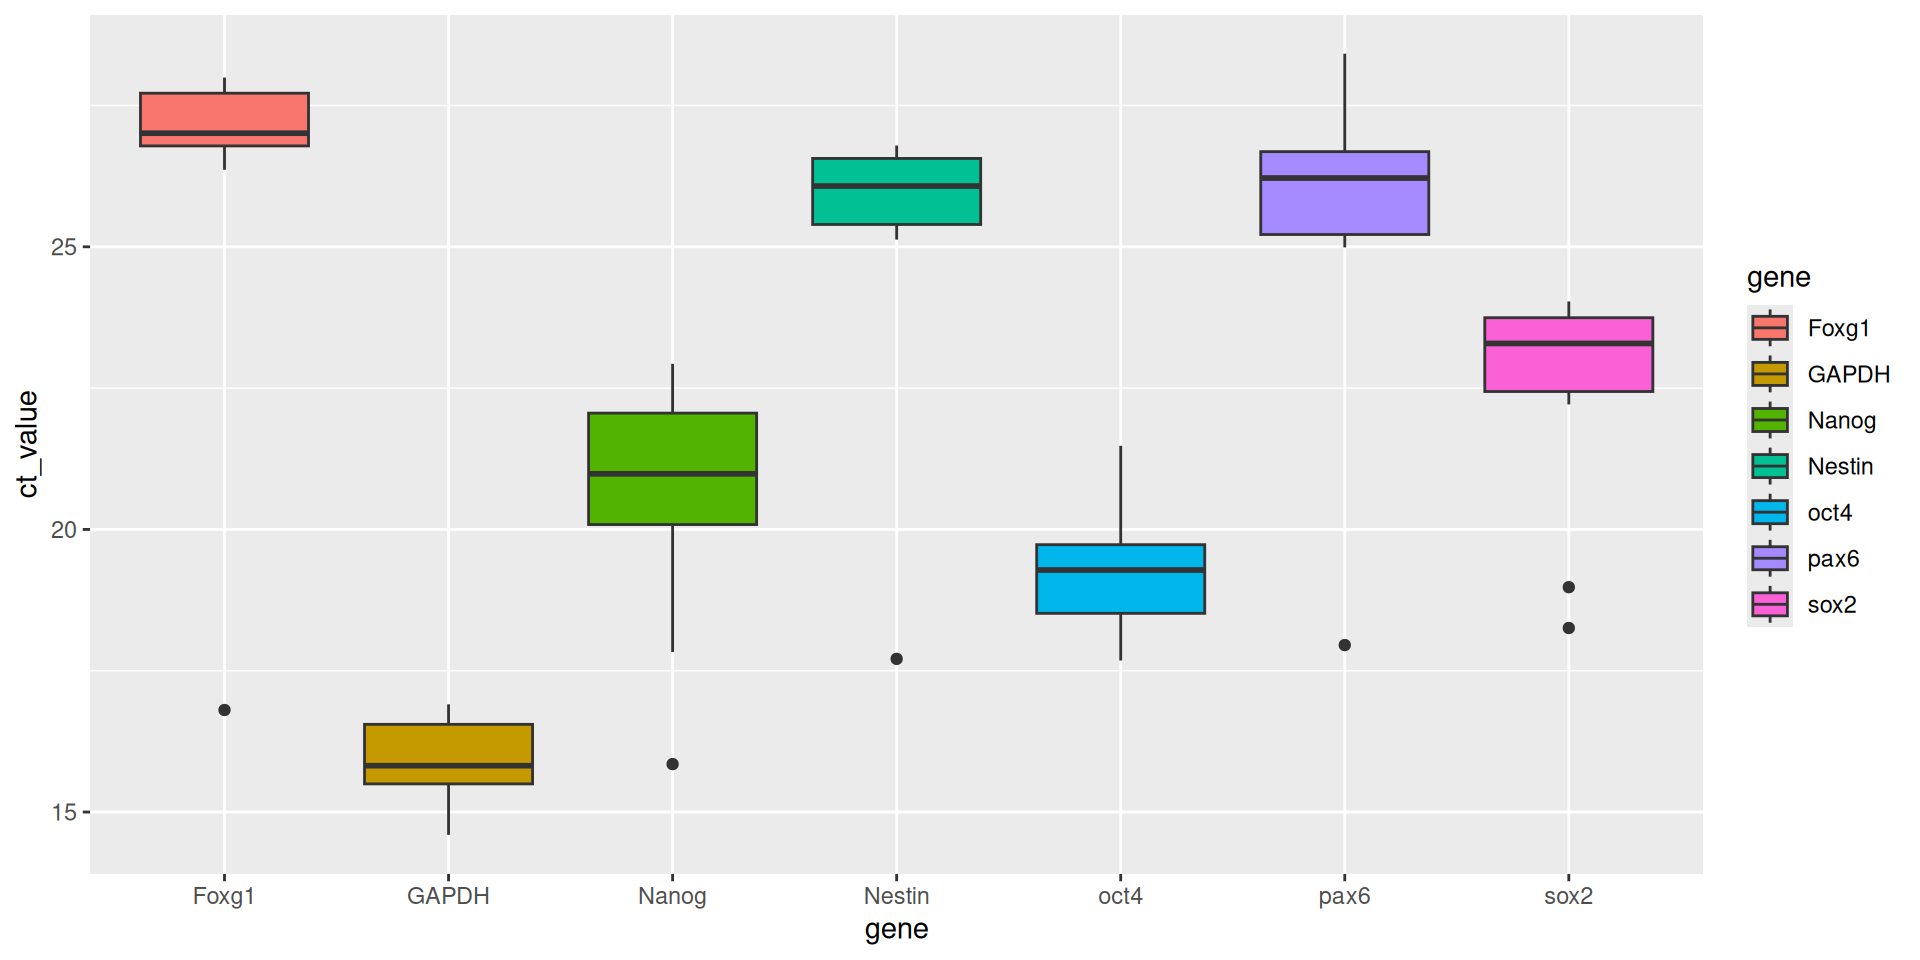 ct_value
25
20
15
Foxg1 GAPDH Nanog Nestin oct4 pax6 sox2
gene
gene
Foxg1
GAPDH
Nanog
Nestin
oct4
pax6
sox2